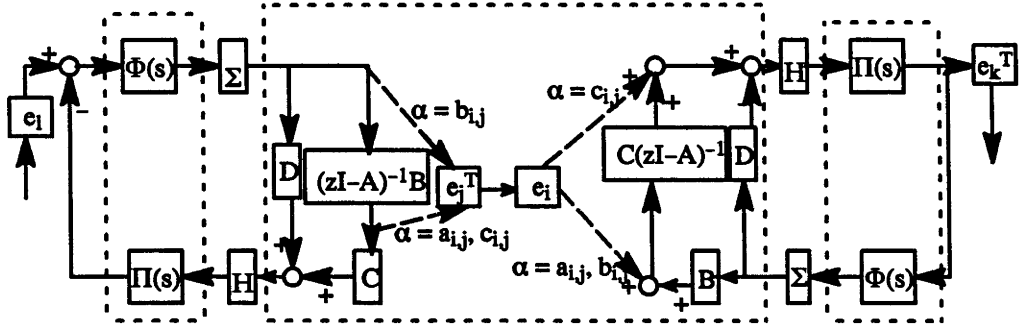 + Φ(s) Σ + + H Π(s) e_k^T
−
e_l α = b_{i,j} α = c_{i,j} + +
D (zI−A)^{−1}B e_j^T e_i C(zI−A)^{−1} D
α = a_{i,j}, c_{i,j}
Π(s) H + + C α = a_{i,j}, b_{i,j} + + B Σ Φ(s)